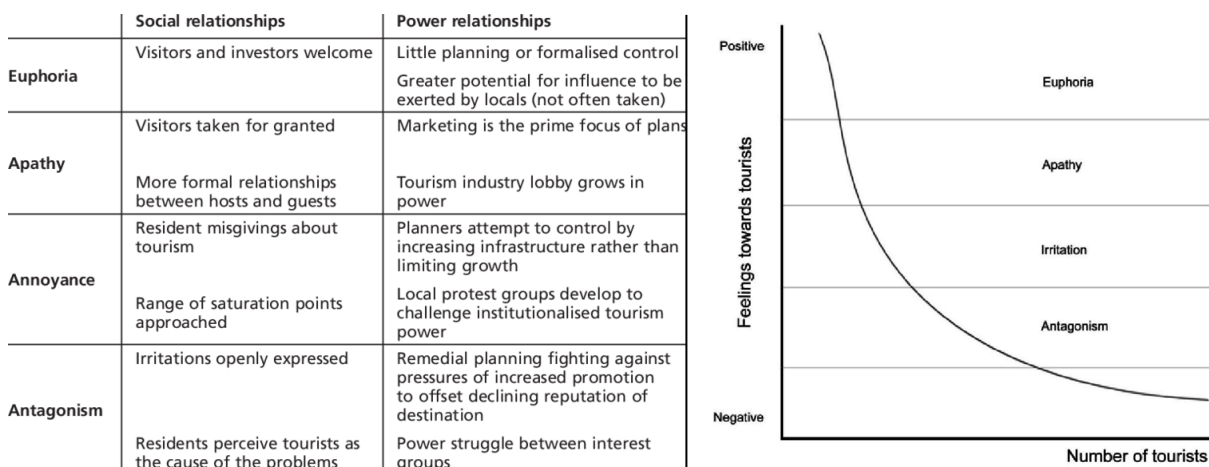 Social relationships
Power relationships
Euphoria
Visitors and investors welcome
Little planning or formalised control
Greater potential for influence to be
exerted by locals (not often taken)
Apathy
Visitors taken for granted
Marketing is the prime focus of plans
More formal relationships
between hosts and guests
Tourism industry lobby grows in
power
Annoyance
Resident misgivings about
tourism
Planners attempt to control by
increasing infrastructure rather than
limiting growth
Range of saturation points
approached
Local protest groups develop to
challenge institutionalised tourism
power
Antagonism
Irritations openly expressed
Remedial planning fighting against
pressures of increased promotion
to offset declining reputation of
destination
Residents perceive tourists as
the cause of the problems
Power struggle between interest
groups
Positive
Feelings towards tourists
Negative
Euphoria
Apathy
Irritation
Antagonism
Number of tourists